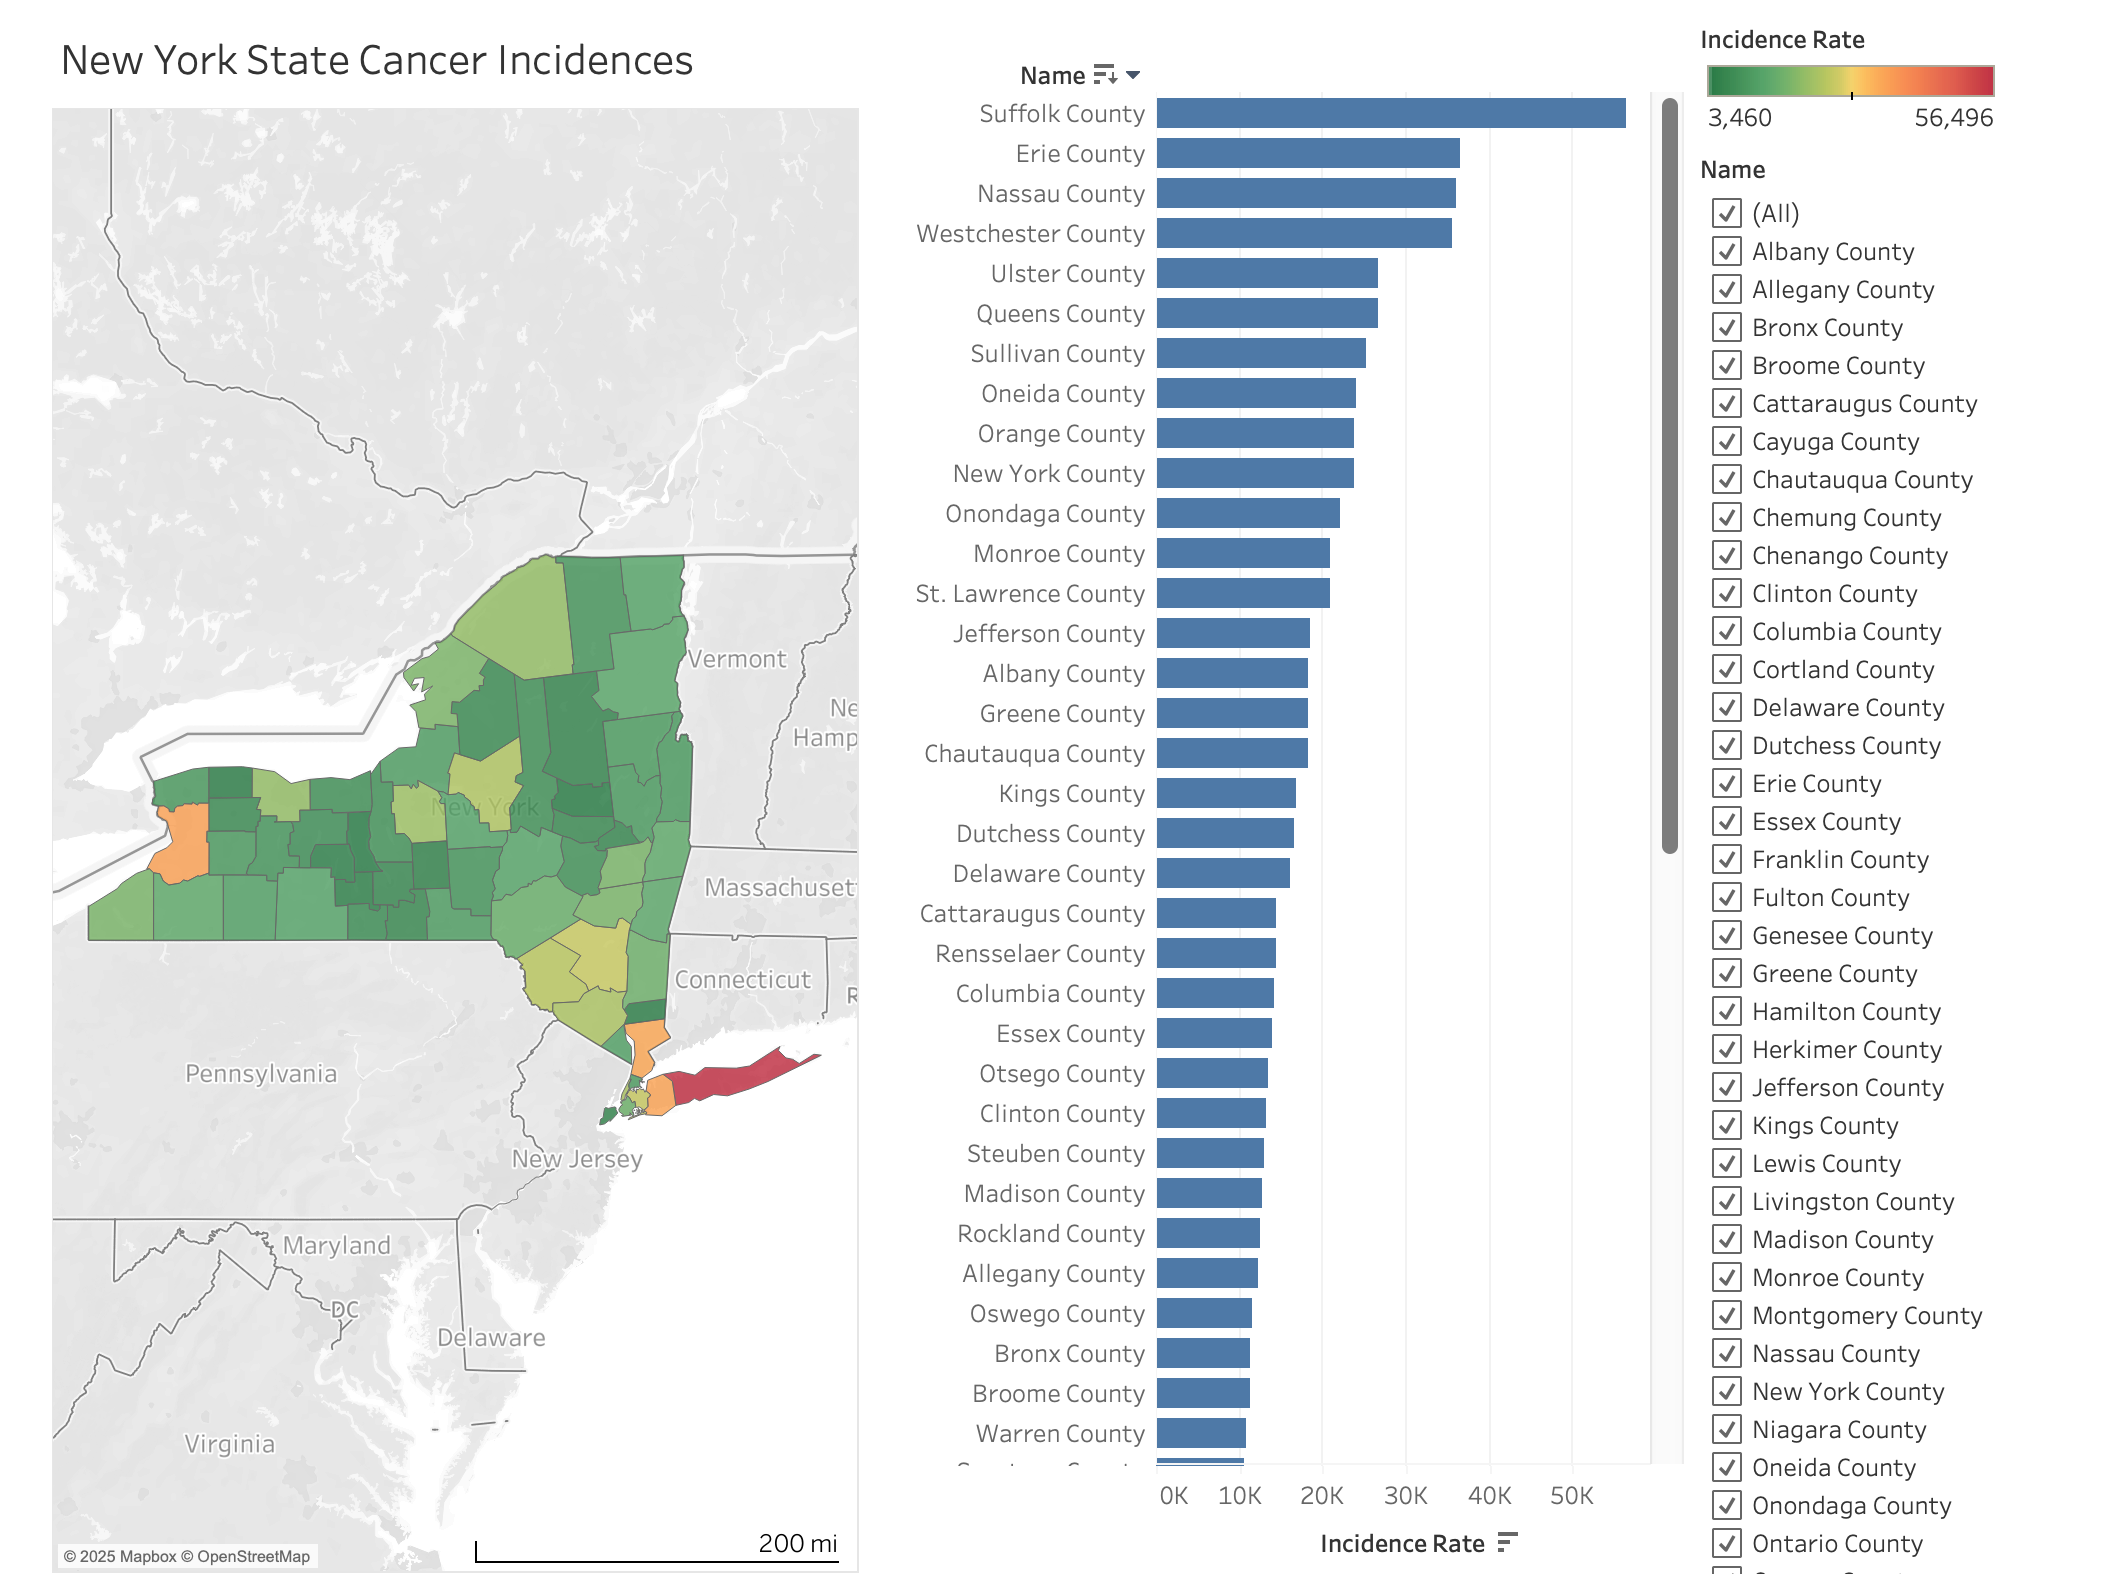 New York State Cancer Incidences
Vermont
Ne
Hamp
New York
Massachuset
Connecticut
R
Pennsylvania
New Jersey
Maryland
DC
Delaware
Virginia
200 mi
© 2025 Mapbox © OpenStreetMap
Name
Suffolk County
Erie County
Nassau County
Westchester County
Ulster County
Queens County
Sullivan County
Oneida County
Orange County
New York County
Onondaga County
Monroe County
St. Lawrence County
Jefferson County
Albany County
Greene County
Chautauqua County
Kings County
Dutchess County
Delaware County
Cattaraugus County
Rensselaer County
Columbia County
Essex County
Otsego County
Clinton County
Steuben County
Madison County
Rockland County
Allegany County
Oswego County
Bronx County
Broome County
Warren County
0K 10K 20K 30K 40K 50K
Incidence Rate
Incidence Rate
3,460 56,496
Name
(All)
Albany County
Allegany County
Bronx County
Broome County
Cattaraugus County
Cayuga County
Chautauqua County
Chemung County
Chenango County
Clinton County
Columbia County
Cortland County
Delaware County
Dutchess County
Erie County
Essex County
Franklin County
Fulton County
Genesee County
Greene County
Hamilton County
Herkimer County
Jefferson County
Kings County
Lewis County
Livingston County
Madison County
Monroe County
Montgomery County
Nassau County
New York County
Niagara County
Oneida County
Onondaga County
Ontario County